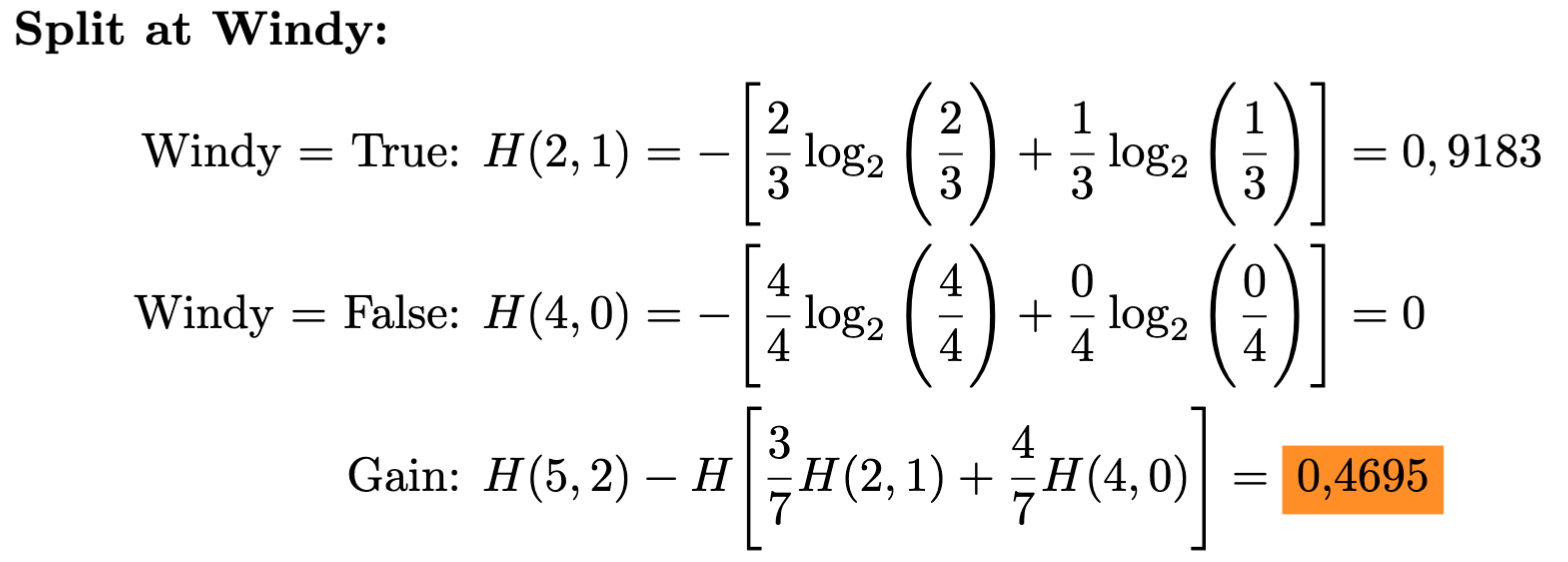 Split at Windy:
Windy = True: H(2, 1) = −[2/3 log₂(2/3) + 1/3 log₂(1/3)] = 0, 9183
Windy = False: H(4, 0) = −[4/4 log₂(4/4) + 0/4 log₂(0/4)] = 0
Gain: H(5, 2) − H[3/7 H(2, 1) + 4/7 H(4, 0)] = 0,4695